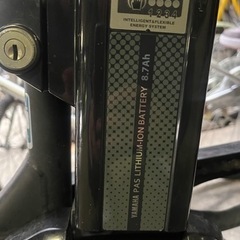 INTELLIGENT&FLEXIBLE
ENERGY SYSTEM
YAMAHA PAS LITHIUM-ION BATTERY 8.7Ah